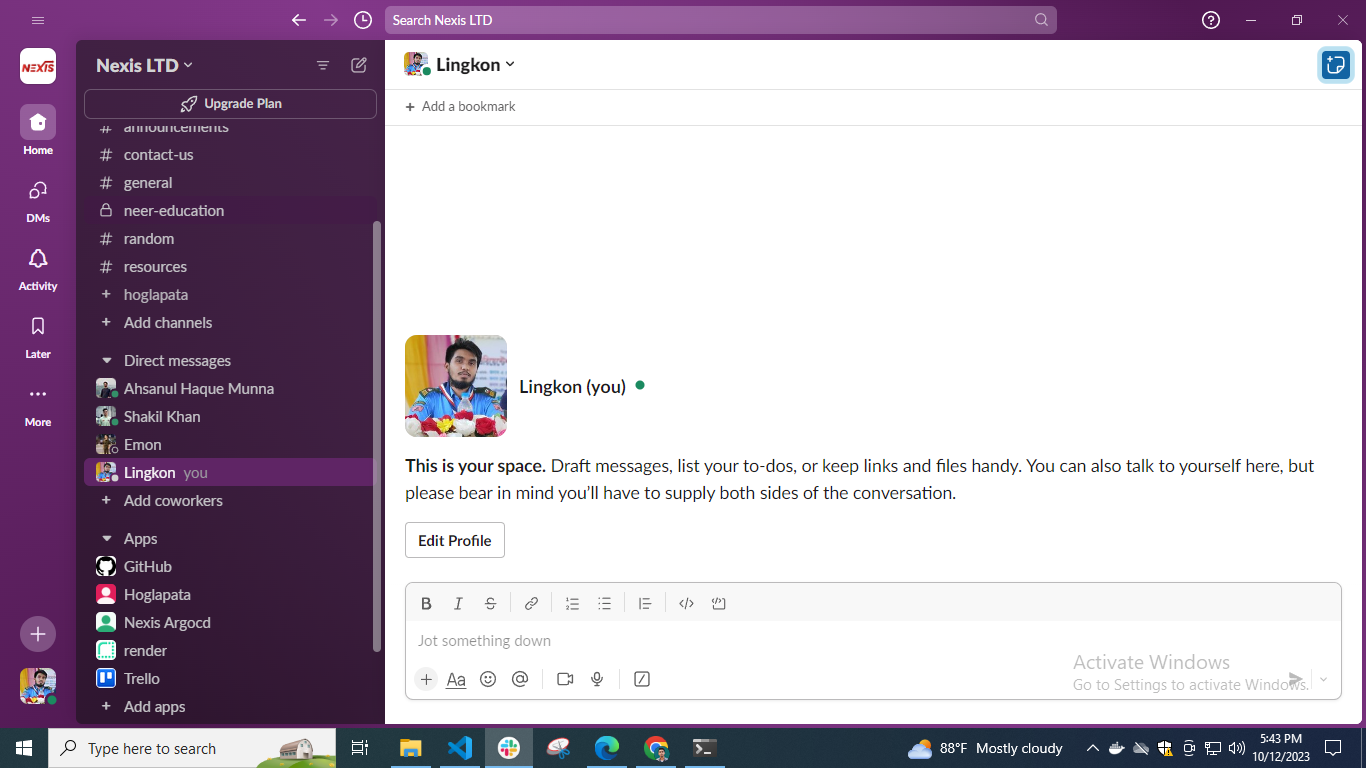 Search Nexis LTD
NEXIS
Nexis LTD
Upgrade Plan
Home
DMs
Activity
Later
More
announcements
contact-us
general
neer-education
random
resources
hoglapata
Add channels
Direct messages
Ahsanul Haque Munna
Shakil Khan
Emon
Lingkon you
Add coworkers
Apps
GitHub
Hoglapata
Nexis Argocd
render
Trello
Add apps
Lingkon
+ Add a bookmark
Lingkon (you)
This is your space. Draft messages, list your to-dos, or keep links and files handy. You can also talk to yourself here, but
please bear in mind you’ll have to supply both sides of the conversation.
Edit Profile
B I S
Jot something down
Aa
Activate Windows
Go to Settings to activate Windows.
Type here to search
88°F Mostly cloudy
5:43 PM
10/12/2023